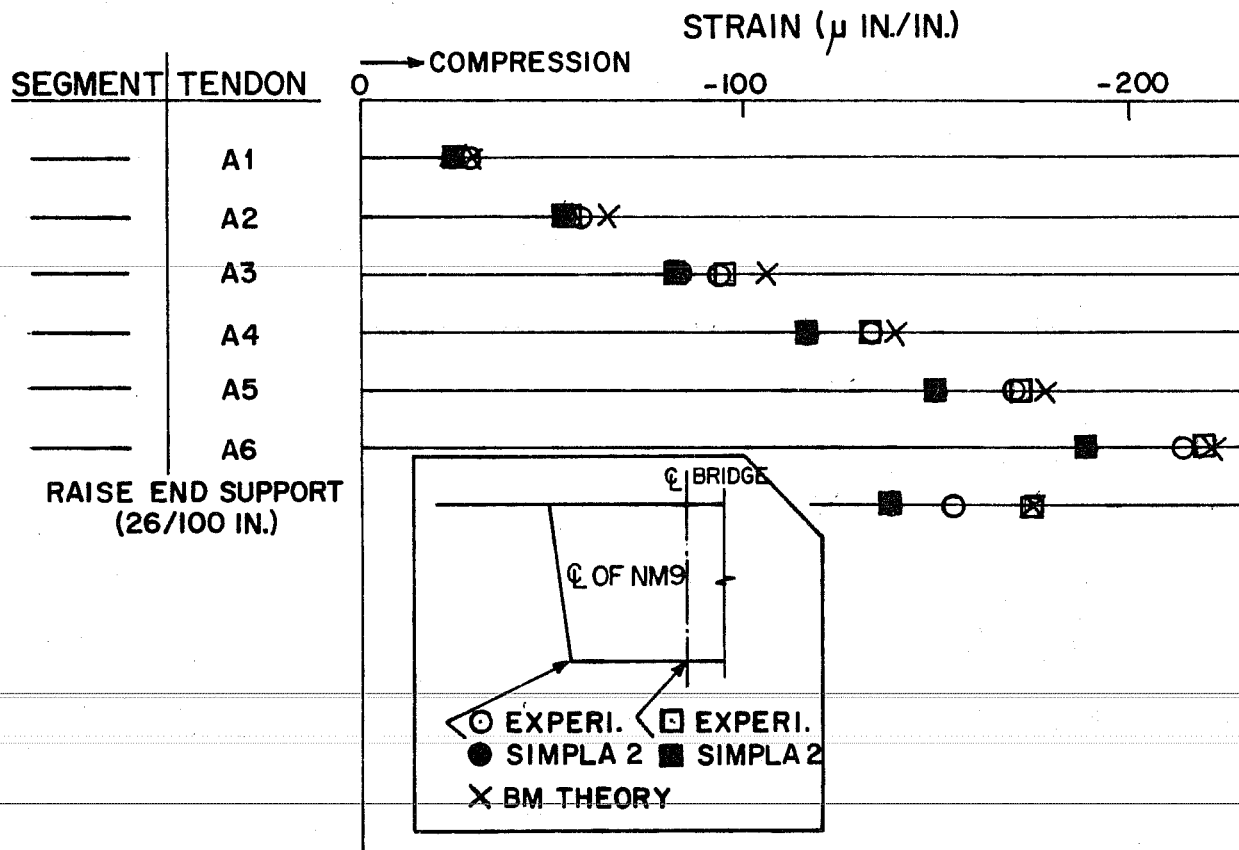 STRAIN (μ IN./IN.)
COMPRESSION
SEGMENT TENDON 0 -100 -200
A1
A2
A3
A4
A5
A6
RAISE END SUPPORT
(26/100 IN.)
℄ BRIDGE
℄ OF NM9
EXPERI. EXPERI.
SIMPLA 2 SIMPLA 2
BM THEORY